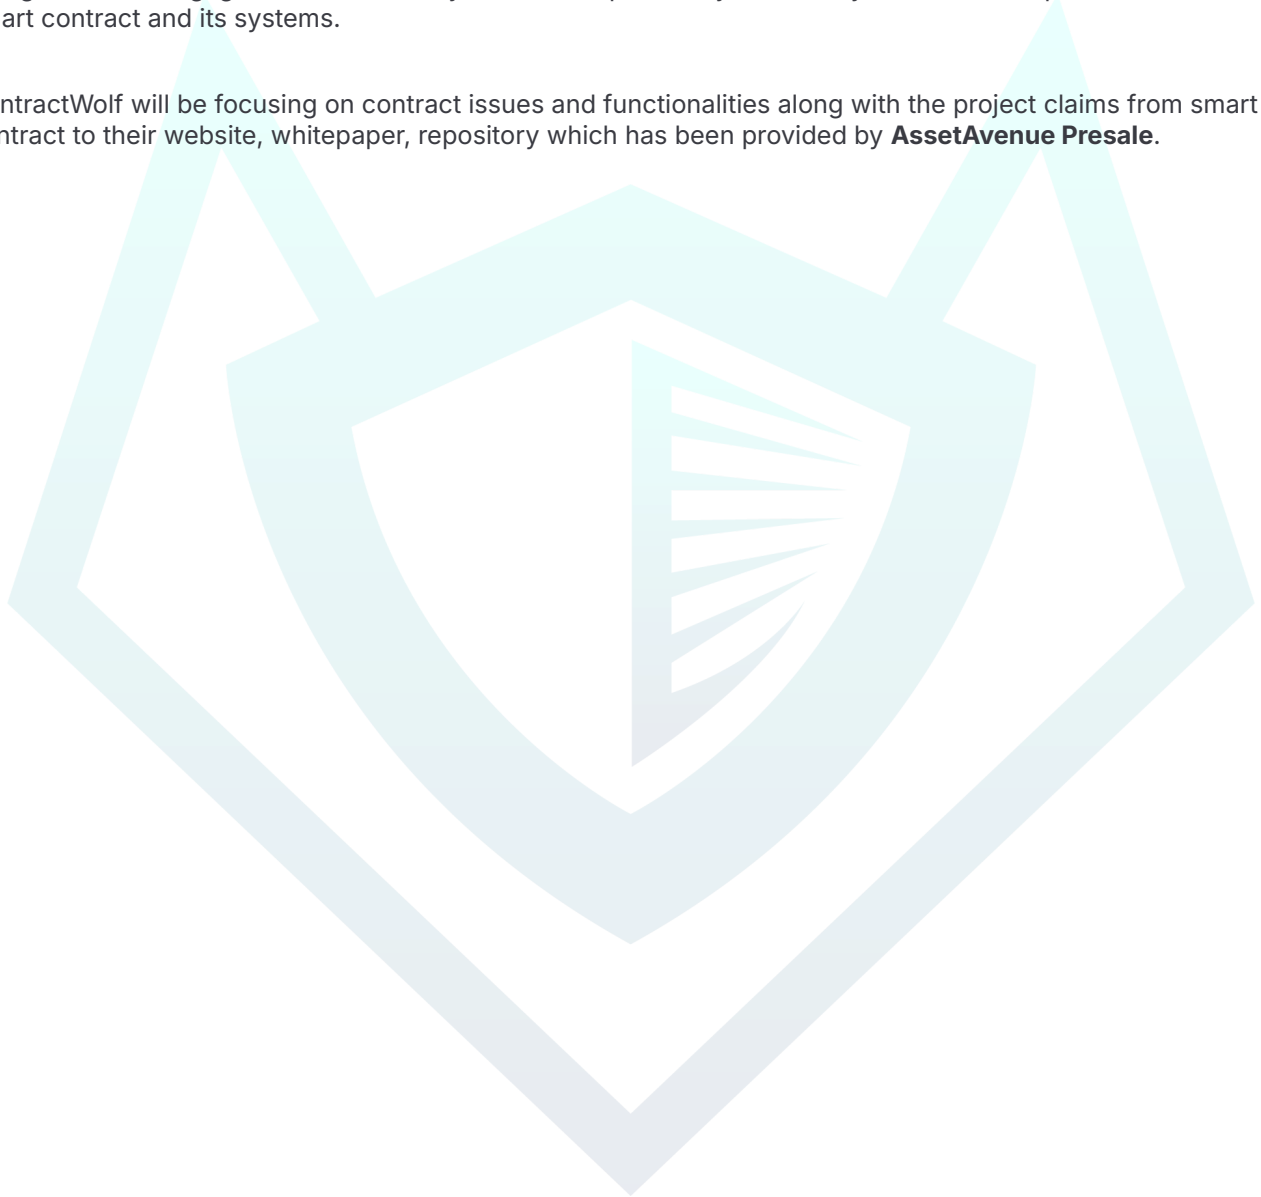 art contract and its systems.
ntractWolf will be focusing on contract issues and functionalities along with the project claims from smart
ntract to their website, whitepaper, repository which has been provided by AssetAvenue Presale.